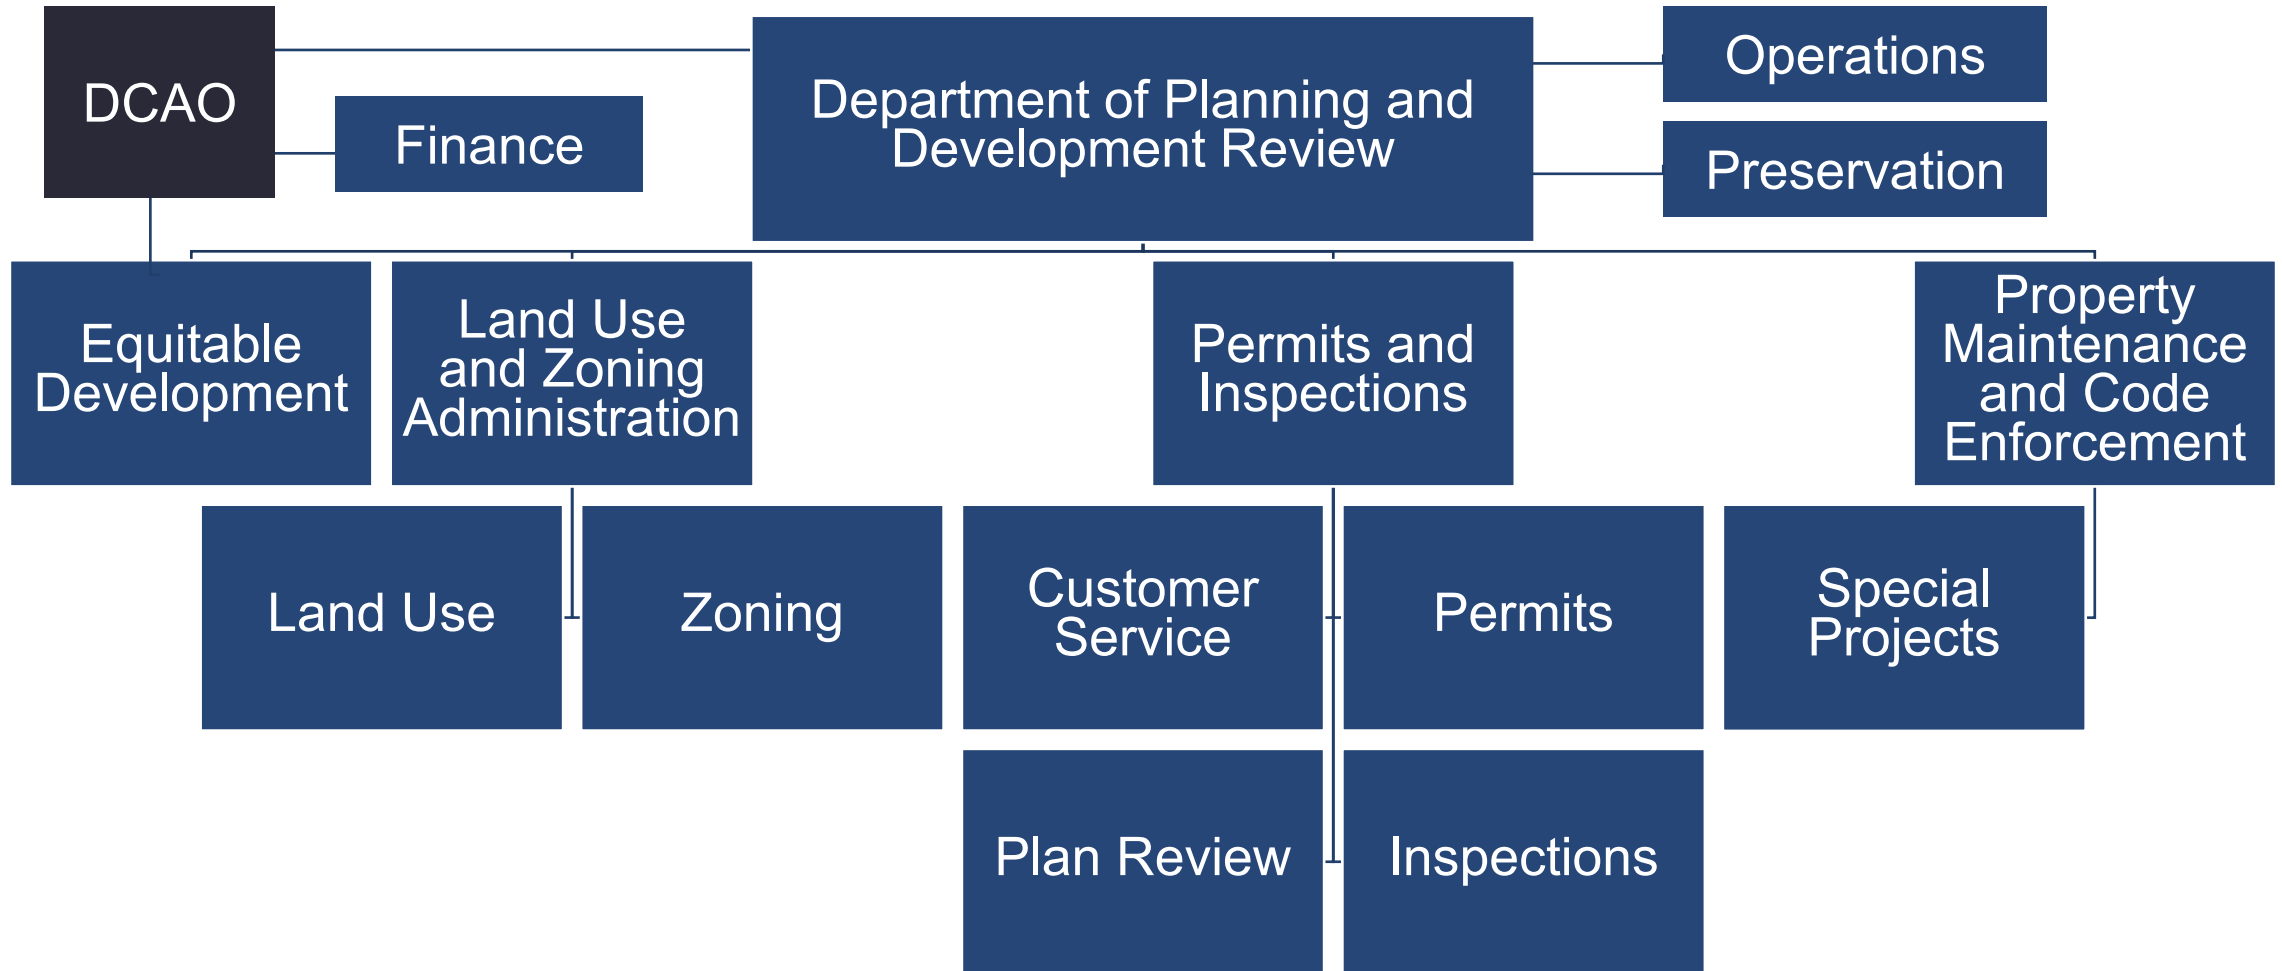 DCAO
Finance
Department of Planning and
Development Review
Operations
Preservation
Equitable
Development
Land Use
and Zoning
Administration
Permits and
Inspections
Property
Maintenance
and Code
Enforcement
Land Use
Zoning
Customer
Service
Permits
Special
Projects
Plan Review
Inspections